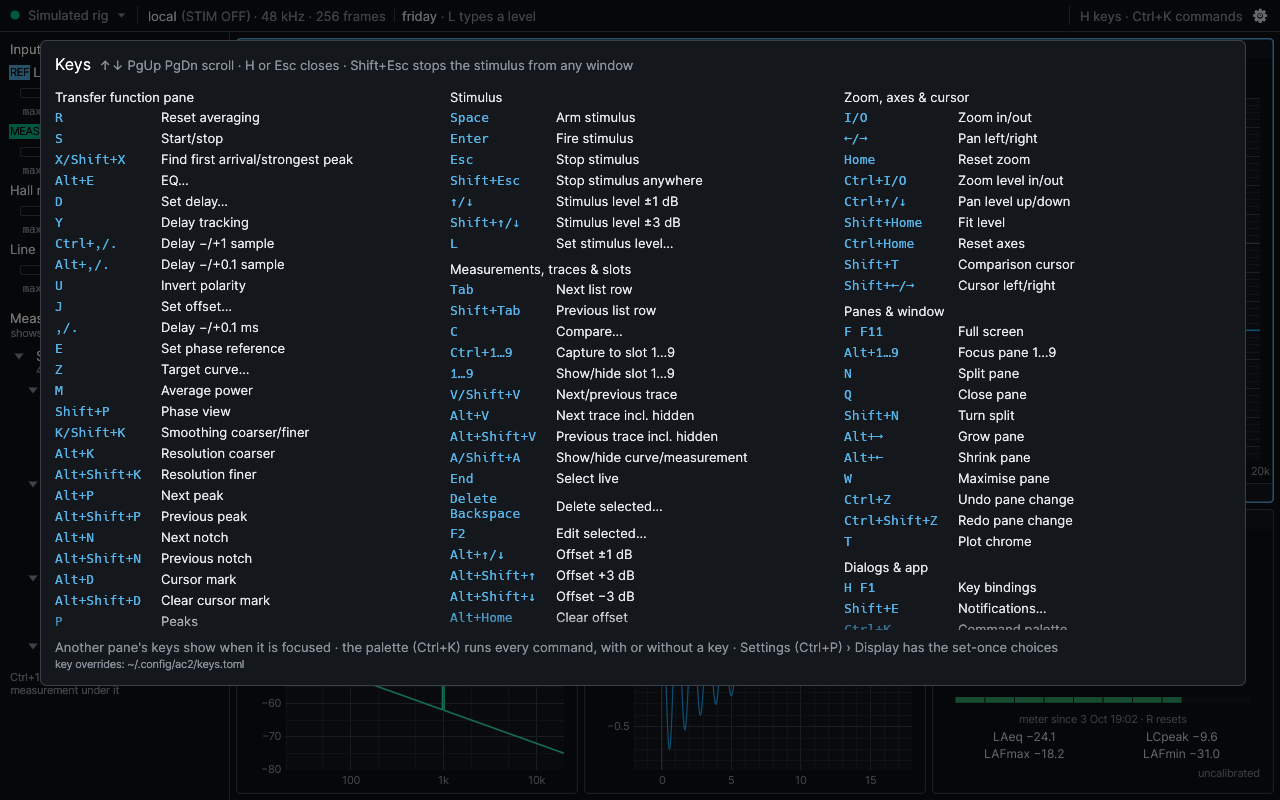 Simulated rig
local (STIM OFF) · 48 kHz · 256 frames
friday · L types a level
H keys · Ctrl+K commands
Keys ↑↓ PgUp PgDn scroll · H or Esc closes · Shift+Esc stops the stimulus from any window
Transfer function pane
R Reset averaging
S Start/stop
X/Shift+X Find first arrival/strongest peak
Alt+E EQ...
D Set delay...
Y Delay tracking
Ctrl+,/. Delay −/+1 sample
Alt+,/. Delay −/+0.1 sample
U Invert polarity
J Set offset...
,/. Delay −/+0.1 ms
E Set phase reference
Z Target curve...
M Average power
Shift+P Phase view
K/Shift+K Smoothing coarser/finer
Alt+K Resolution coarser
Alt+Shift+K Resolution finer
Alt+P Next peak
Alt+Shift+P Previous peak
Alt+N Next notch
Alt+Shift+N Previous notch
Alt+D Cursor mark
Alt+Shift+D Clear cursor mark
P Peaks
Stimulus
Space Arm stimulus
Enter Fire stimulus
Esc Stop stimulus
Shift+Esc Stop stimulus anywhere
↑/↓ Stimulus level ±1 dB
Shift+↑/↓ Stimulus level ±3 dB
L Set stimulus level...
Measurements, traces & slots
Tab Next list row
Shift+Tab Previous list row
C Compare...
Ctrl+1…9 Capture to slot 1…9
1…9 Show/hide slot 1…9
V/Shift+V Next/previous trace
Alt+V Next trace incl. hidden
Alt+Shift+V Previous trace incl. hidden
A/Shift+A Show/hide curve/measurement
End Select live
Delete
Backspace Delete selected...
F2 Edit selected...
Alt+↑/↓ Offset ±1 dB
Alt+Shift+↑ Offset +3 dB
Alt+Shift+↓ Offset −3 dB
Alt+Home Clear offset
Zoom, axes & cursor
I/O Zoom in/out
←/→ Pan left/right
Home Reset zoom
Ctrl+I/O Zoom level in/out
Ctrl+↑/↓ Pan level up/down
Shift+Home Fit level
Ctrl+Home Reset axes
Shift+T Comparison cursor
Shift+←/→ Cursor left/right
Panes & window
F F11 Full screen
Alt+1…9 Focus pane 1…9
N Split pane
Q Close pane
Shift+N Turn split
Alt+→ Grow pane
Alt+← Shrink pane
W Maximise pane
Ctrl+Z Undo pane change
Ctrl+Shift+Z Redo pane change
T Plot chrome
Dialogs & app
H F1 Key bindings
Shift+E Notifications...
Ctrl+K Command palette
Another pane's keys show when it is focused · the palette (Ctrl+K) runs every command, with or without a key · Settings (Ctrl+P) › Display has the set-once choices
key overrides: ~/.config/ac2/keys.toml
Input
REF L
max
MEAS
max
Hall r
max
Line
max
Meas
shows
Ctrl+1
measurement under it
20k
−60
−70
−80
100 1k 10k
−0.5
0 5 10 15
meter since 3 Oct 19:02 · R resets
LAeq −24.1 LCpeak −9.6
LAFmax −18.2 LAFmin −31.0
uncalibrated